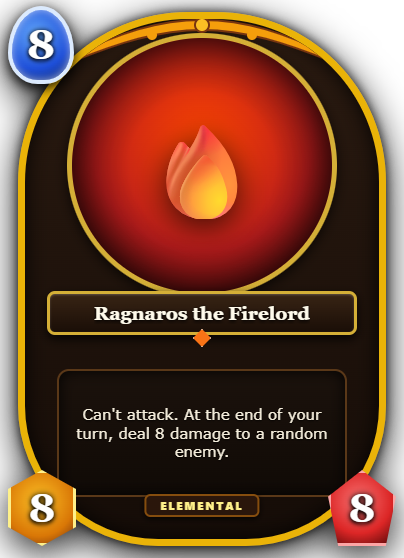 8
Ragnaros the Firelord
Can't attack. At the end of your
turn, deal 8 damage to a random
enemy.
8
ELEMENTAL
8